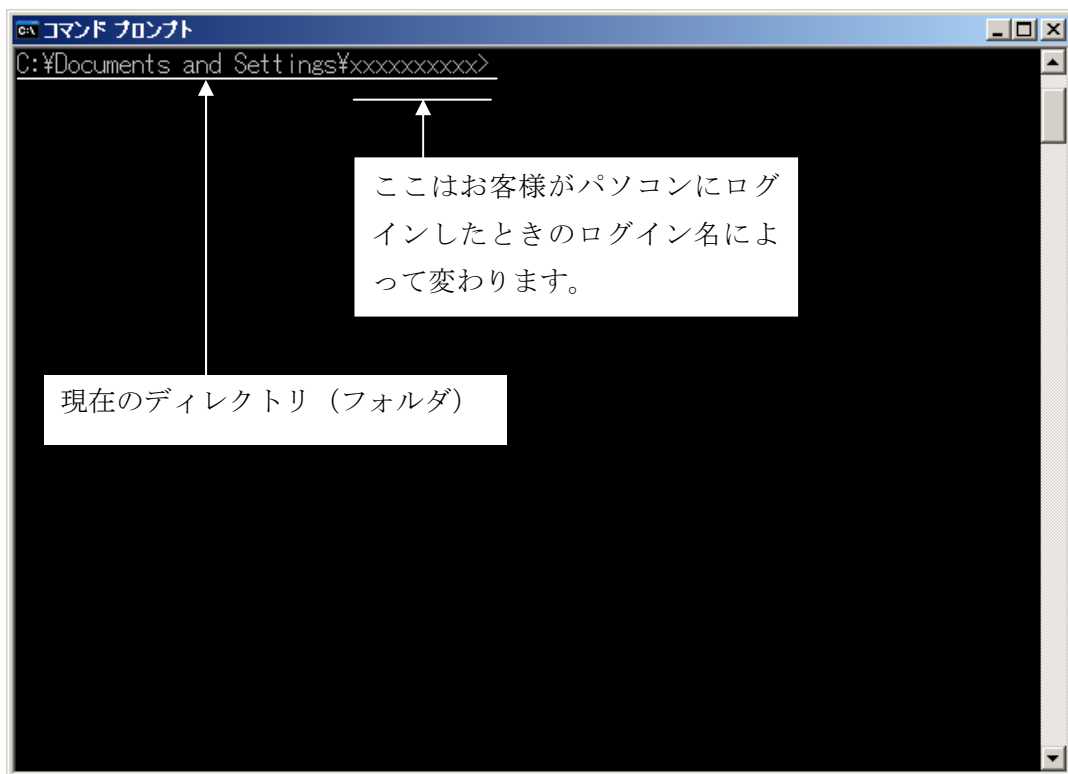 コマンド プロンプト
C:¥Documents and Settings¥xxxxxxxxxx>
ここはお客様がパソコンにログ
インしたときのログイン名によ
って変わります。
現在のディレクトリ（フォルダ）